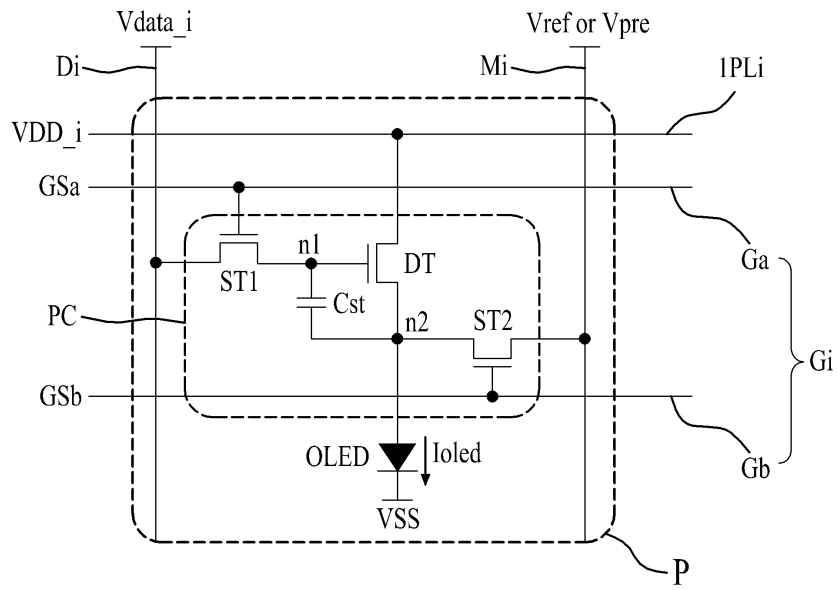 Vdata_i
Vref or Vpre
Di
Mi
1PLi
VDD_i
GSa
n1
DT
Ga
ST1
Cst
PC
n2
ST2
Gi
GSb
OLED
Ioled
Gb
VSS
P